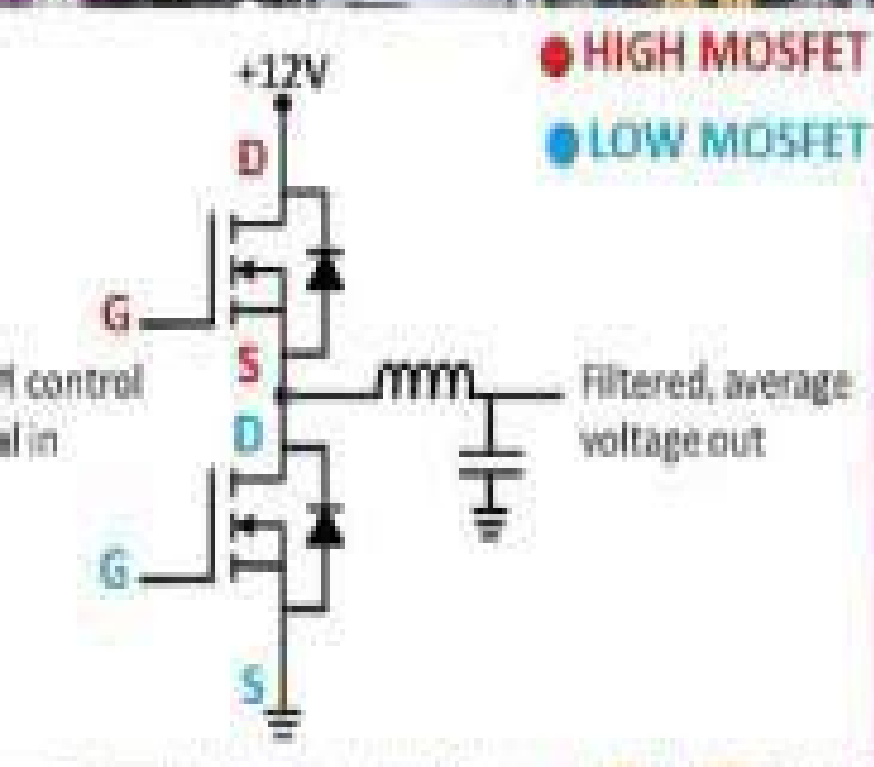 +12V
HIGH MOSFET
LOW MOSFET
D
G
S
control
in
D
G
S
Filtered, average
voltage out